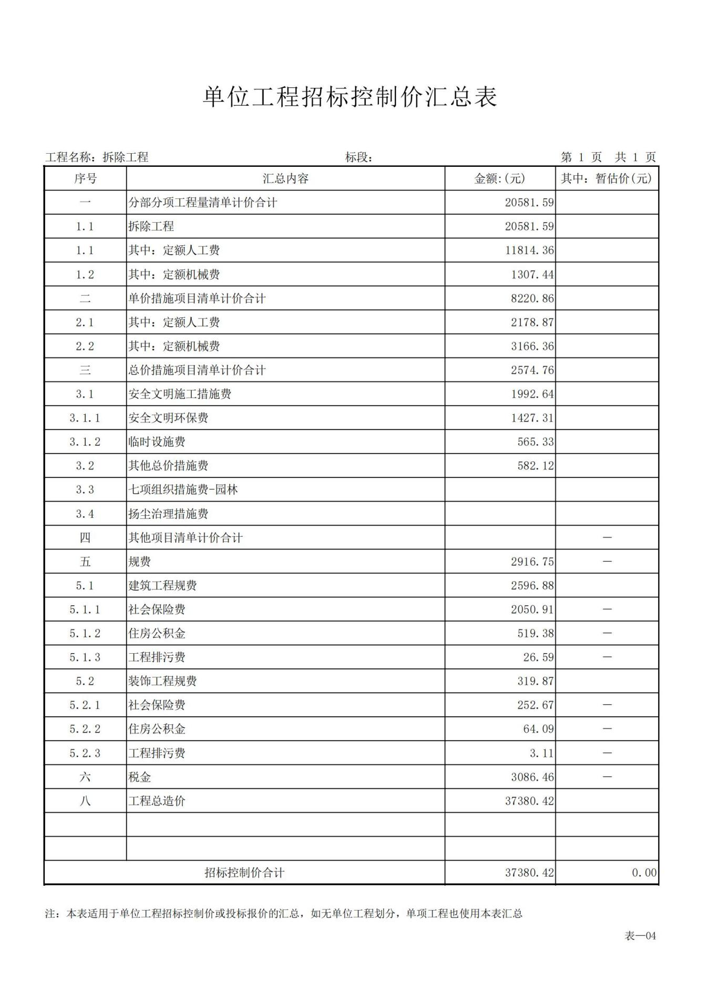 单位工程招标控制价汇总表
工程名称：拆除工程 标段： 第 1 页 共 1 页
序号 汇总内容 金额:(元) 其中：暂估价(元)
一 分部分项工程量清单计价合计 20581.59
1.1 拆除工程 20581.59
1.1 其中：定额人工费 11814.36
1.2 其中：定额机械费 1307.44
二 单价措施项目清单计价合计 8220.86
2.1 其中：定额人工费 2178.87
2.2 其中：定额机械费 3166.36
三 总价措施项目清单计价合计 2574.76
3.1 安全文明施工措施费 1992.64
3.1.1 安全文明环保费 1427.31
3.1.2 临时设施费 565.33
3.2 其他总价措施费 582.12
3.3 七项组织措施费-园林
3.4 扬尘治理措施费
四 其他项目清单计价合计 —
五 规费 2916.75 —
5.1 建筑工程规费 2596.88
5.1.1 社会保险费 2050.91 —
5.1.2 住房公积金 519.38 —
5.1.3 工程排污费 26.59 —
5.2 装饰工程规费 319.87
5.2.1 社会保险费 252.67 —
5.2.2 住房公积金 64.09 —
5.2.3 工程排污费 3.11 —
六 税金 3086.46 —
八 工程总造价 37380.42
招标控制价合计 37380.42 0.00
注：本表适用于单位工程招标控制价或投标报价的汇总，如无单位工程划分，单项工程也使用本表汇总
表—04